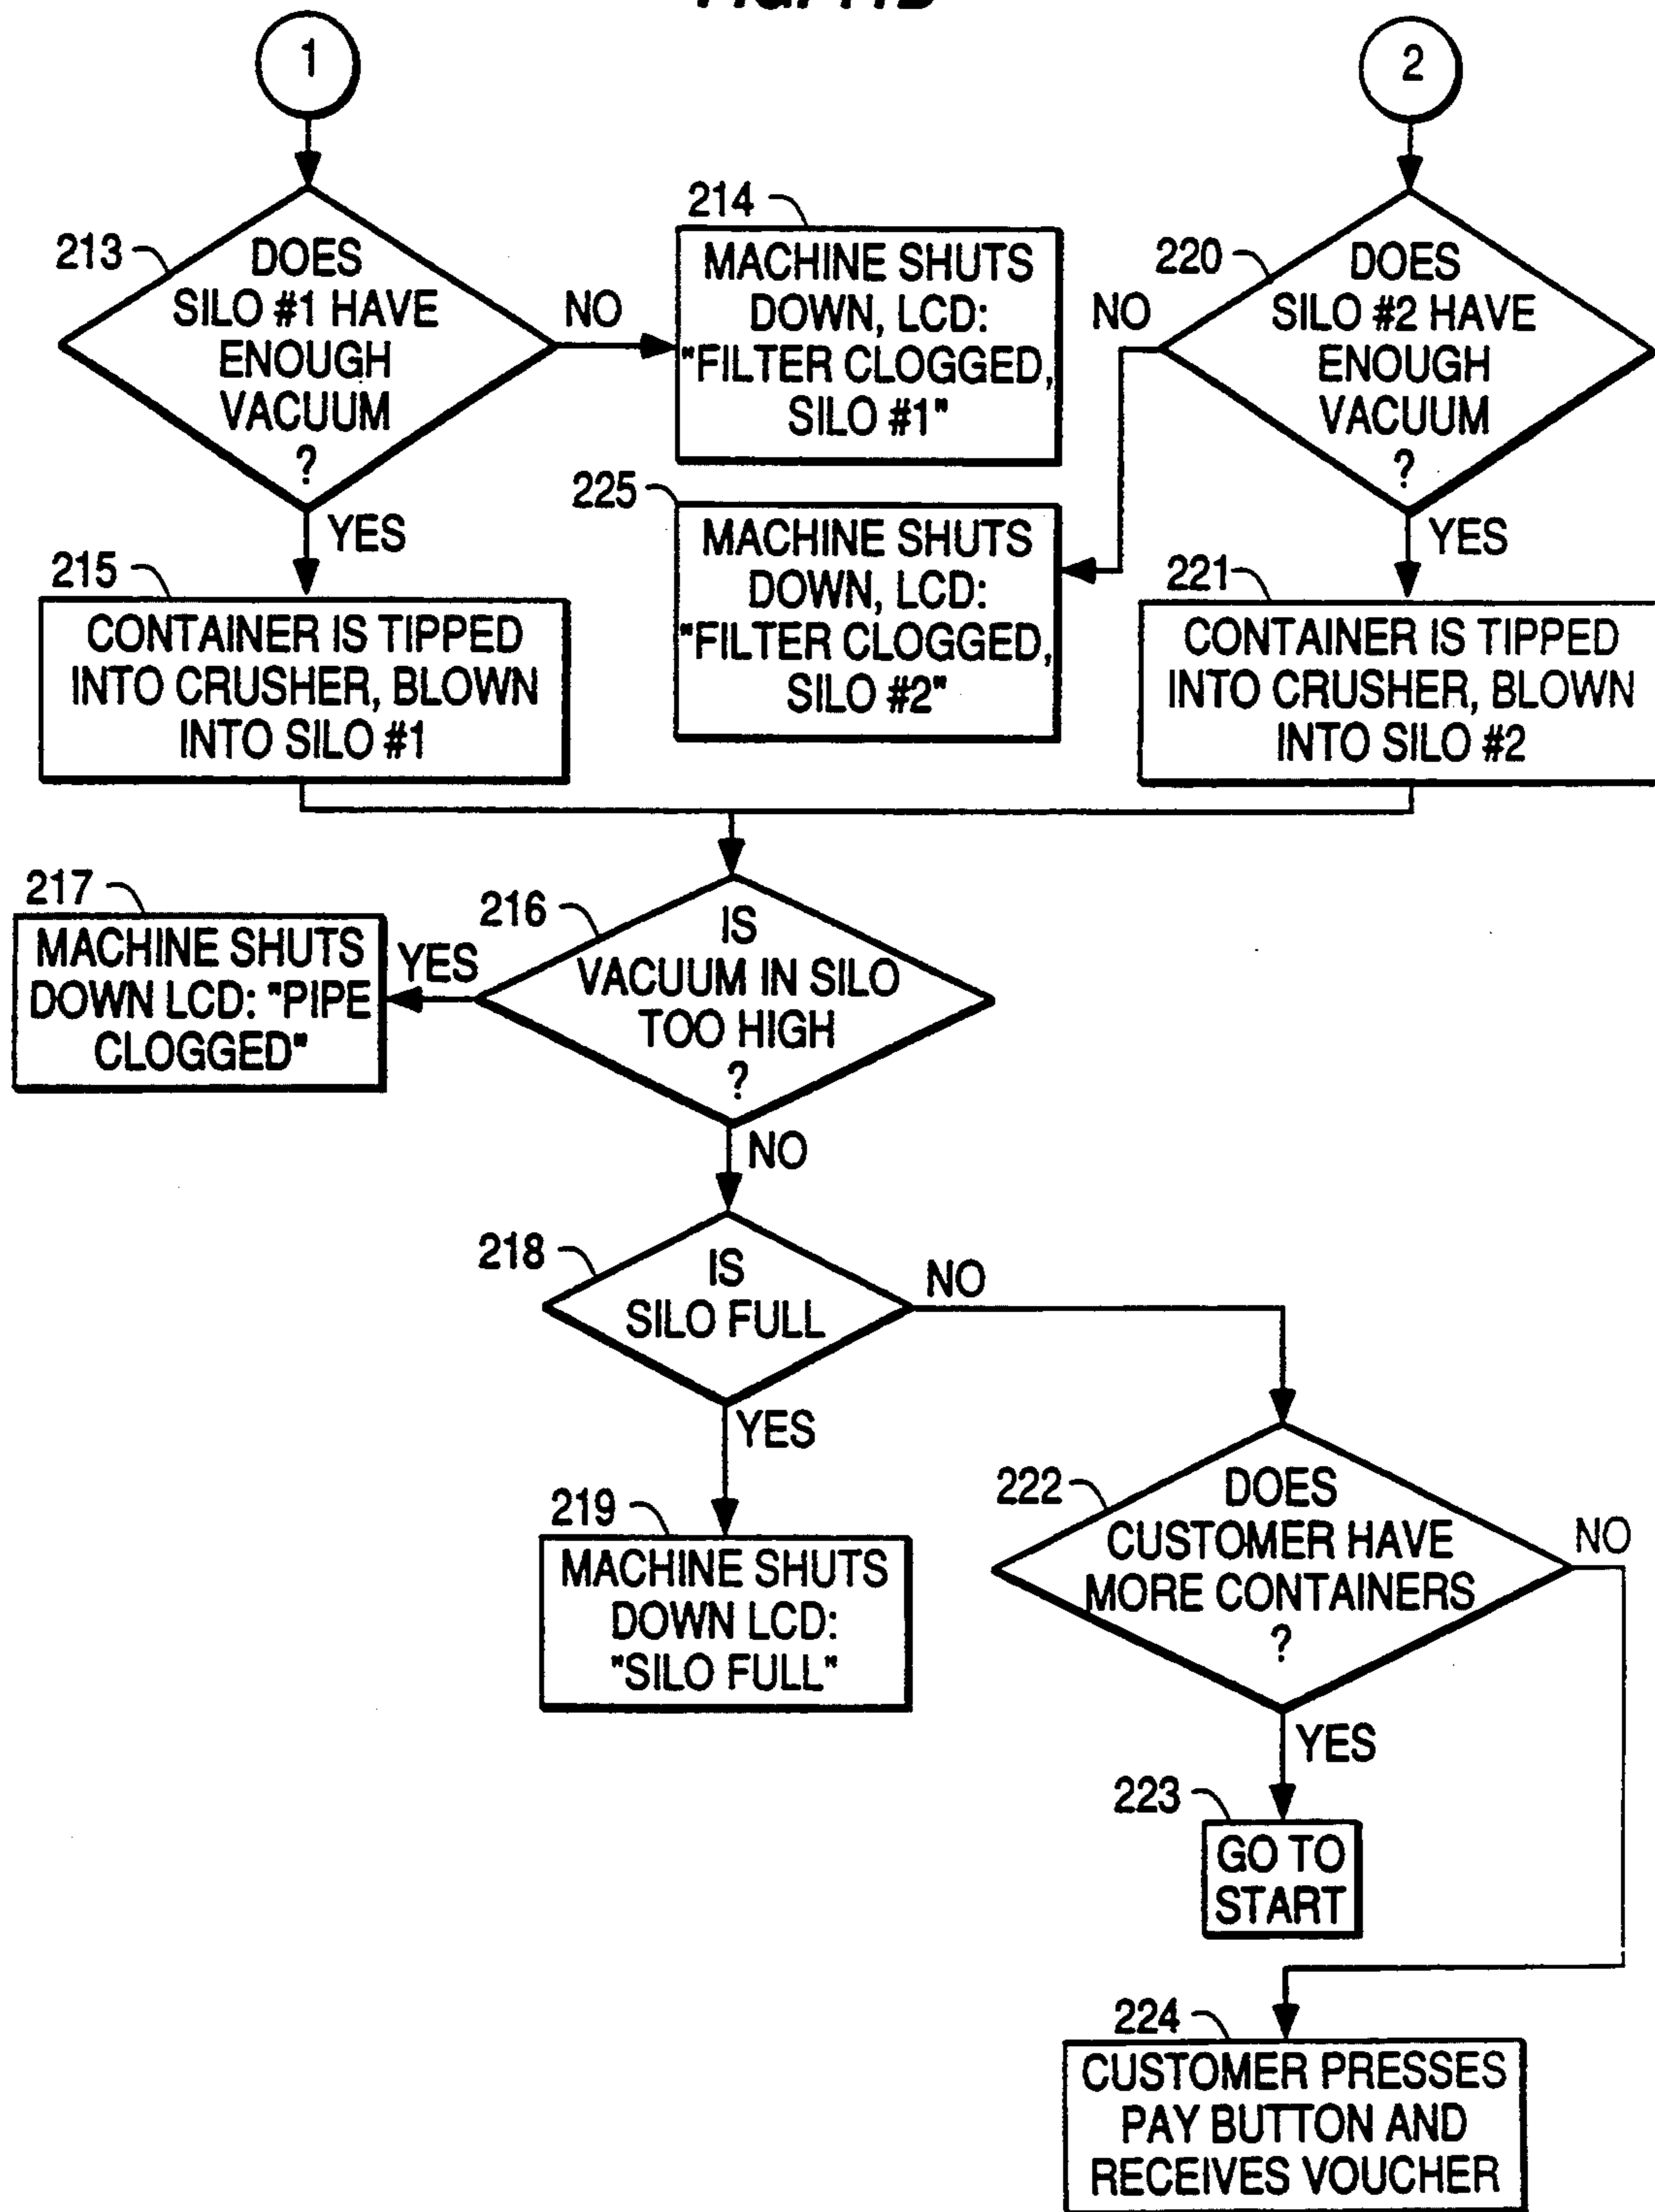 1
2
213
DOES
SILO #1 HAVE
ENOUGH
VACUUM
?
NO
YES
214
MACHINE SHUTS
DOWN, LCD:
"FILTER CLOGGED,
SILO #1"
220
DOES
SILO #2 HAVE
ENOUGH
VACUUM
?
NO
YES
225
MACHINE SHUTS
DOWN, LCD:
"FILTER CLOGGED,
SILO #2"
215
CONTAINER IS TIPPED
INTO CRUSHER, BLOWN
INTO SILO #1
221
CONTAINER IS TIPPED
INTO CRUSHER, BLOWN
INTO SILO #2
217
MACHINE SHUTS
DOWN LCD: "PIPE
CLOGGED"
YES
216
IS
VACUUM IN SILO
TOO HIGH
?
NO
218
IS
SILO FULL
NO
YES
219
MACHINE SHUTS
DOWN LCD:
"SILO FULL"
222
DOES
CUSTOMER HAVE
MORE CONTAINERS
?
NO
YES
223
GO TO
START
224
CUSTOMER PRESSES
PAY BUTTON AND
RECEIVES VOUCHER